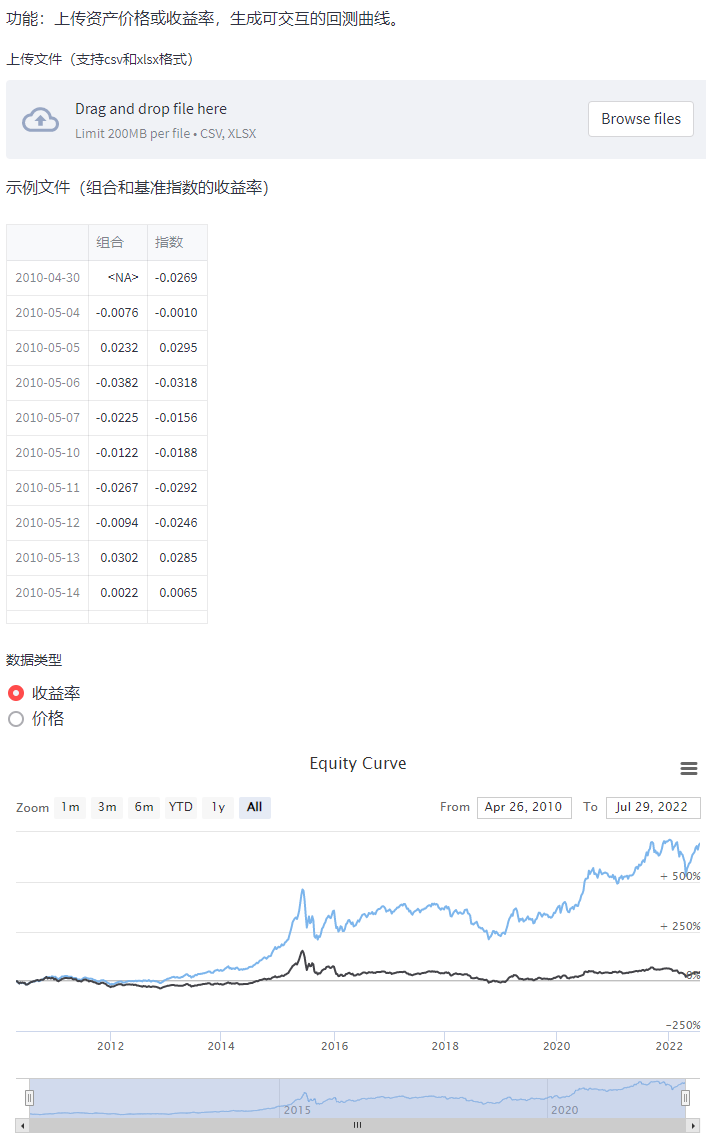 功能：上传资产价格或收益率，生成可交互的回测曲线。
上传文件（支持csv和xlsx格式）
Drag and drop file here
Limit 200MB per file • CSV, XLSX
Browse files
示例文件（组合和基准指数的收益率）
组合 指数
2010-04-30 <NA> -0.0269
2010-05-04 -0.0076 -0.0010
2010-05-05 0.0232 0.0295
2010-05-06 -0.0382 -0.0318
2010-05-07 -0.0225 -0.0156
2010-05-10 -0.0122 -0.0188
2010-05-11 -0.0267 -0.0292
2010-05-12 -0.0094 -0.0246
2010-05-13 0.0302 0.0285
2010-05-14 0.0022 0.0065
数据类型
收益率
价格
Equity Curve
Zoom 1m 3m 6m YTD 1y All From Apr 26, 2010 To Jul 29, 2022
+ 500%
+ 250%
0%
-250%
2012 2014 2016 2018 2020 2022
2015 2020